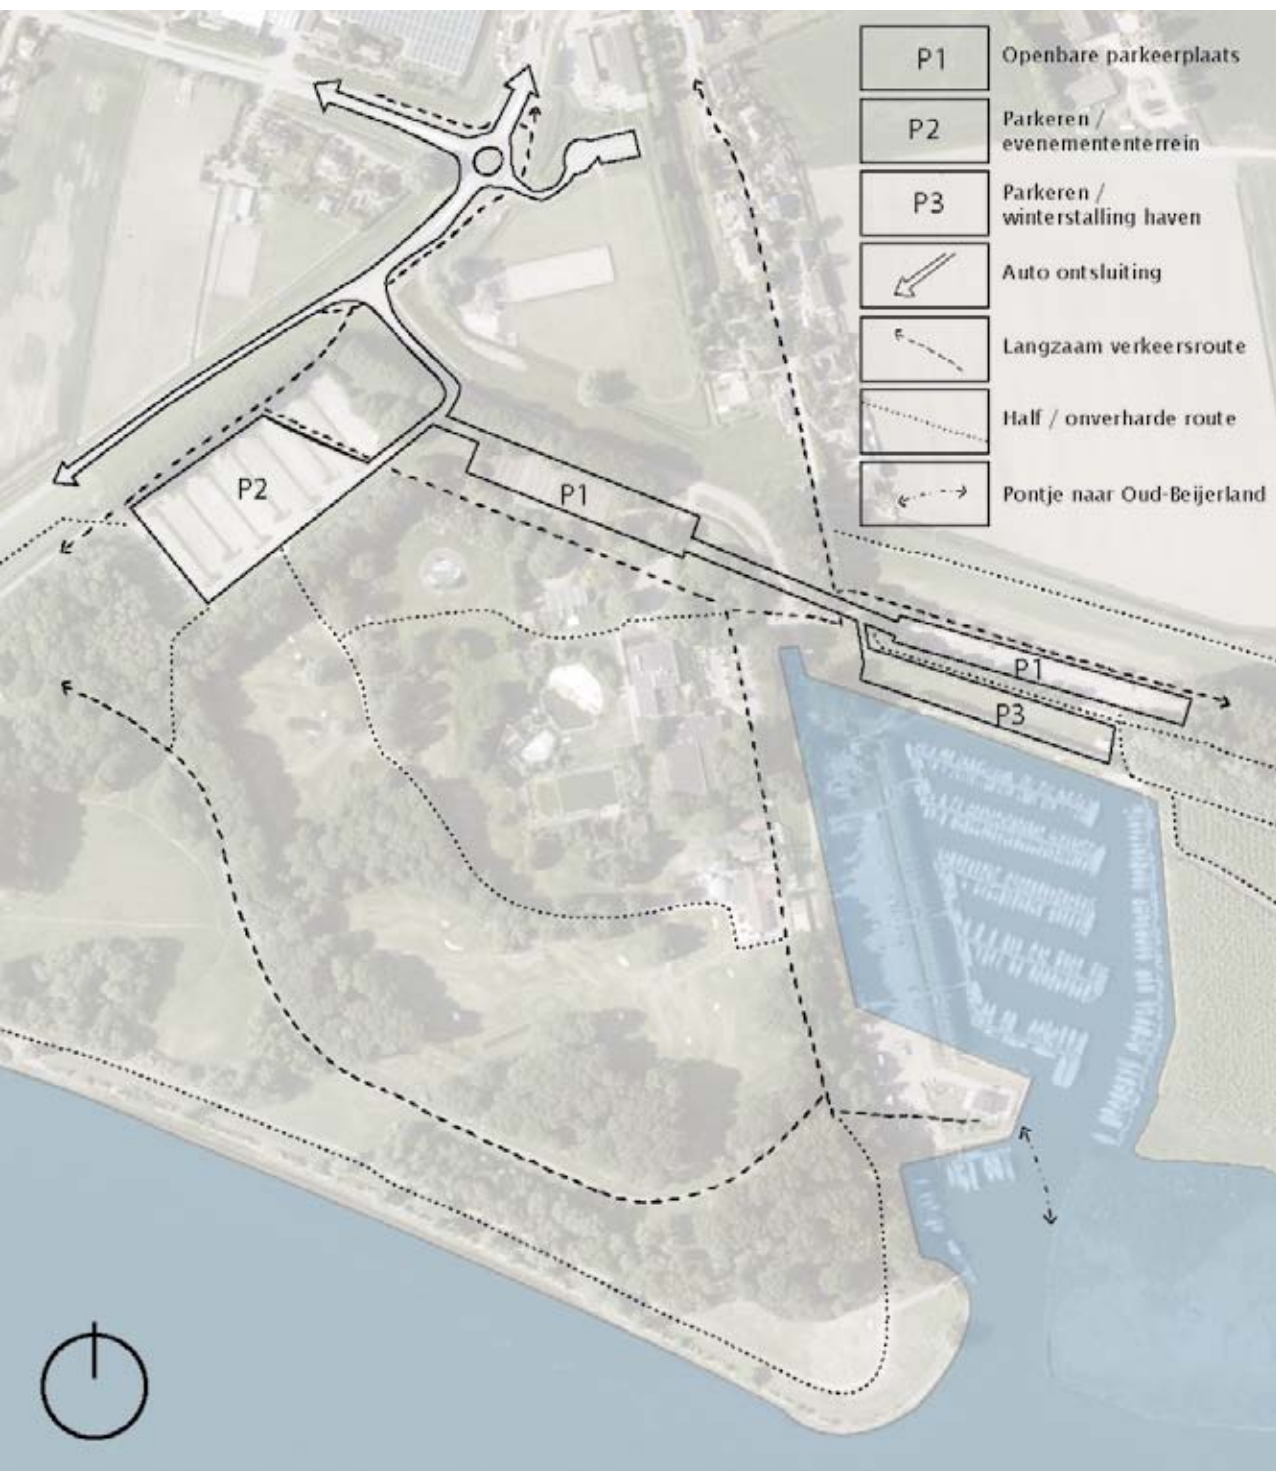 P1
Openbare parkeerplaats
P2
Parkeren /
evenemententerrein
P3
Parkeren /
winterstalling haven
Auto ontsluiting
Langzaam verkeersroute
Half / onverharde route
Pontje naar Oud-Beijerland
P2
P1
P1
P3